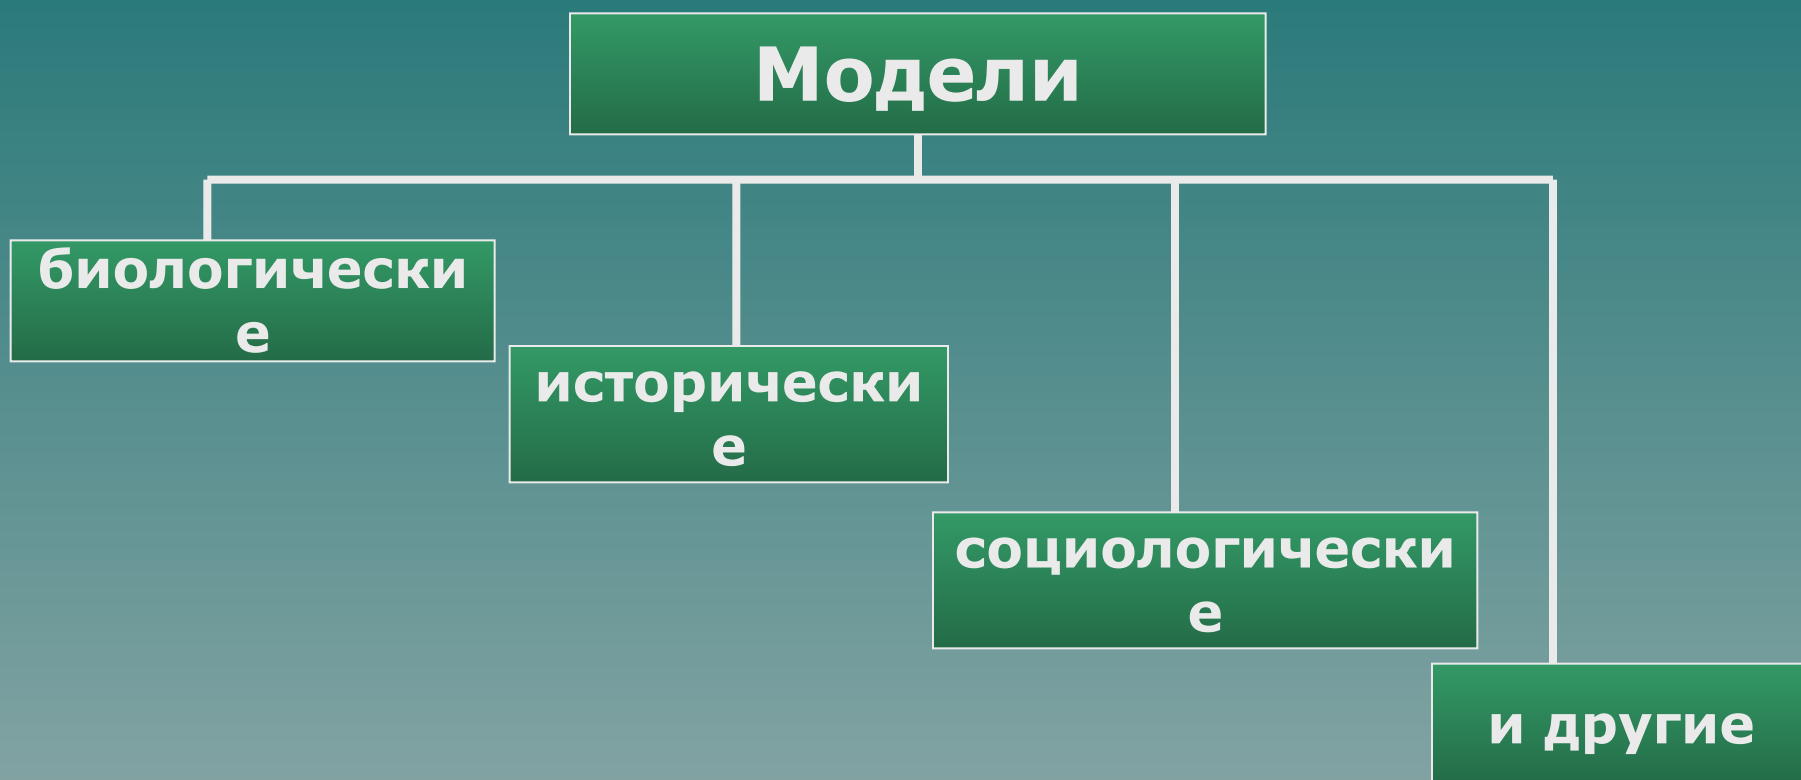 Модели
биологически
е
исторически
е
социологически
е
и другие